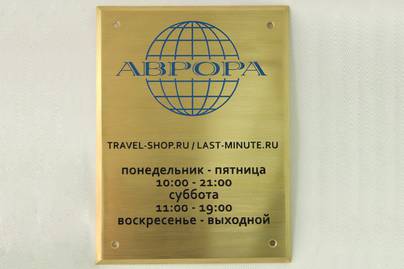 АВРОРА
TRAVEL-SHOP.RU / LAST-MINUTE.RU
понедельник - пятница
10:00 - 21:00
суббота
11:00 - 19:00
воскресенье - выходной